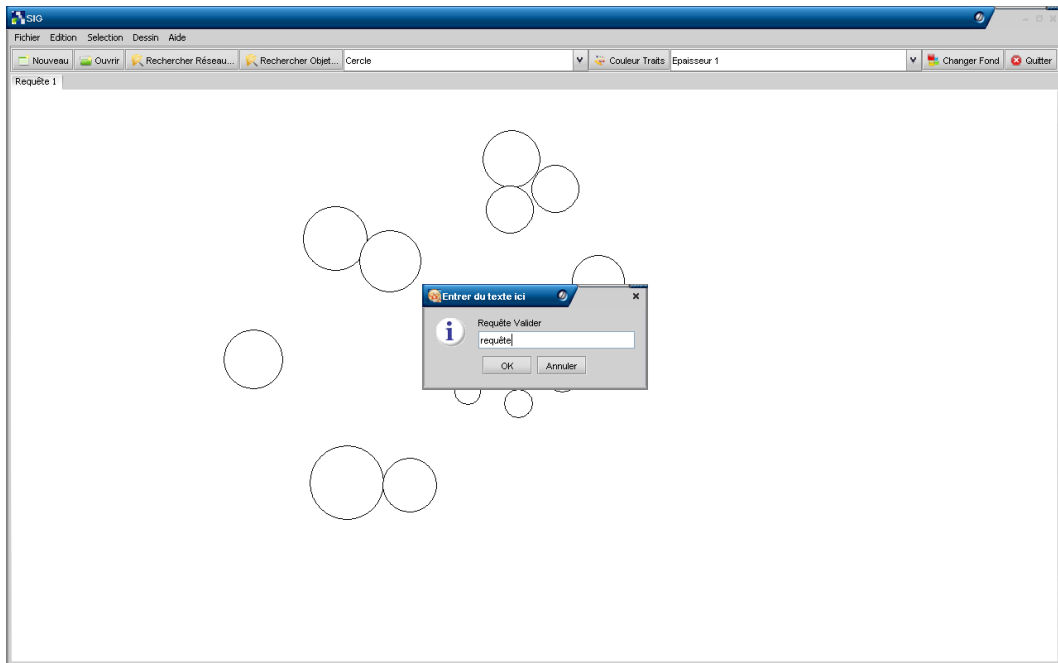 SIG
Fichier Edition Selection Dessin Aide
Nouveau Ouvrir Rechercher Réseau... Rechercher Objet... Cercle Couleur Traits Epaisseur 1 Changer Fond Quitter
Requête 1
Entrer du texte ici
Requête Valider
requête
OK Annuler